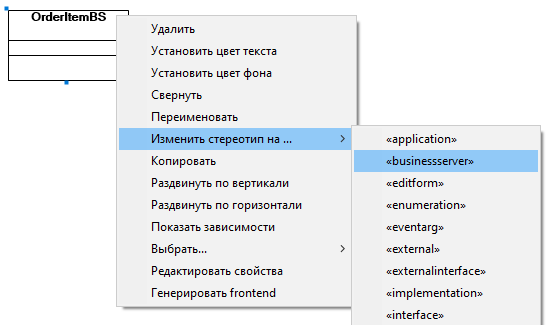 OrderItemBS
Удалить
Установить цвет текста
Установить цвет фона
Свернуть
Переименовать
Изменить стереотип на ...
Копировать
Раздвинуть по вертикали
Раздвинуть по горизонтали
Показать зависимости
Выбрать...
Редактировать свойства
Генерировать frontend
«application»
«businessserver»
«editform»
«enumeration»
«eventarg»
«external»
«externalinterface»
«implementation»
«interface»